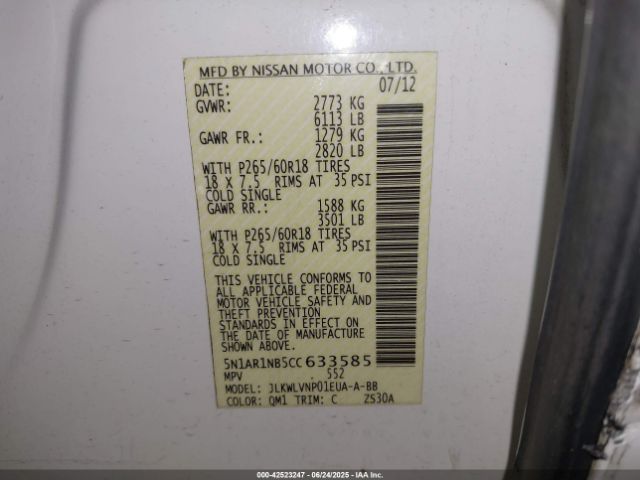 MFD BY NISSAN MOTOR CO.,LTD.
DATE: 07/12
GVWR: 2773 KG
6113 LB
GAWR FR.: 1279 KG
2820 LB
WITH P265/60R18 TIRES
18 X 7.5 RIMS AT 35 PSI
COLD SINGLE
GAWR RR.: 1588 KG
3501 LB
WITH P265/60R18 TIRES
18 X 7.5 RIMS AT 35 PSI
COLD SINGLE
THIS VEHICLE CONFORMS TO
ALL APPLICABLE FEDERAL
MOTOR VEHICLE SAFETY AND
THEFT PREVENTION
STANDARDS IN EFFECT ON
THE DATE OF MANUFACTURE
SHOWN ABOVE.
5N1AR1NB5CC633585
MPV . 552
MODEL: JLKWLVNP01EUA-A-BB
COLOR: QM1 TRIM: C ZS30A
000-42523247 - 06/24/2025 - IAAI.COM